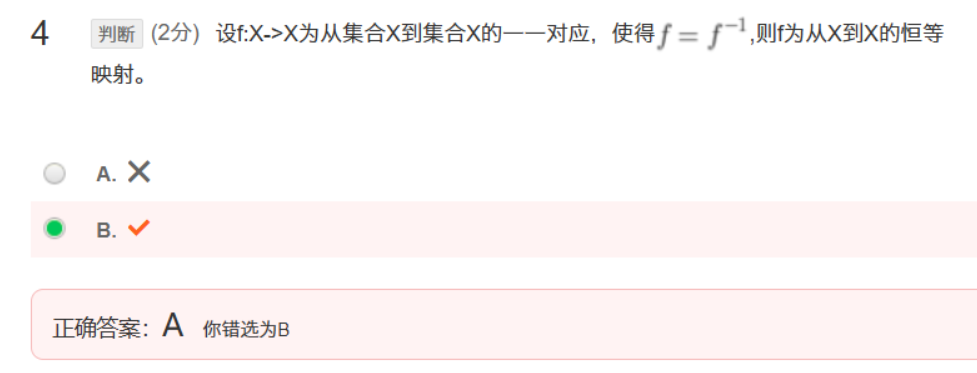 4 判断 (2分) 设f:X->X为从集合X到集合X的一一对应，使得f = f⁻¹,则f为从X到X的恒等
映射。
A. ✕
B. ✓
正确答案：A 你错选为B